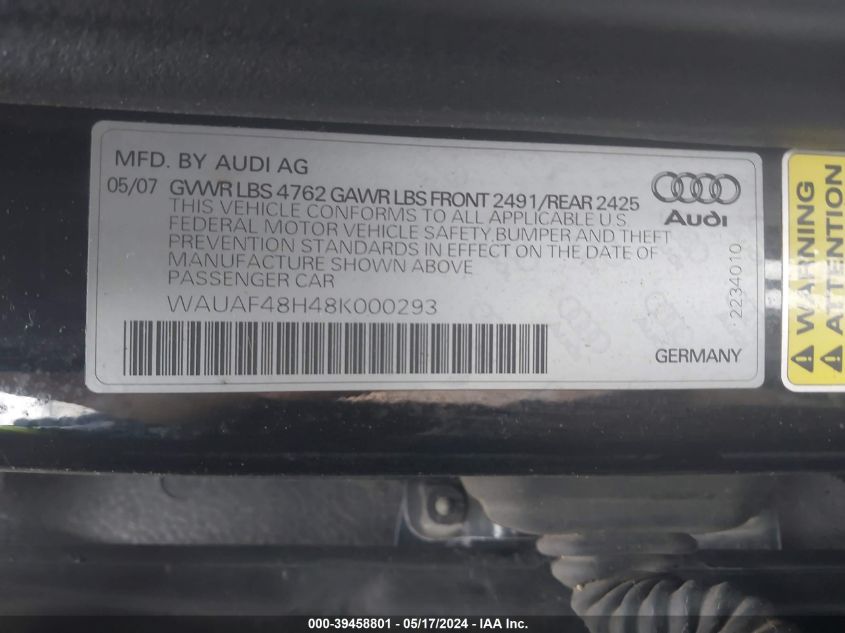 MFD. BY AUDI AG
05/07 GVWR LBS 4762 GAWR LBS FRONT 2491/REAR 2425
THIS VEHICLE CONFORMS TO ALL APPLICABLE U S
FEDERAL MOTOR VEHICLE SAFETY, BUMPER AND THEFT
PREVENTION STANDARDS IN EFFECT ON THE DATE OF
MANUFACTURE SHOWN ABOVE
PASSENGER CAR
WAUAF48H48K000293
Audi
2234010
GERMANY
WARNING
ATTENTION
000-39458801 - 05/17/2024 - IAA Inc.